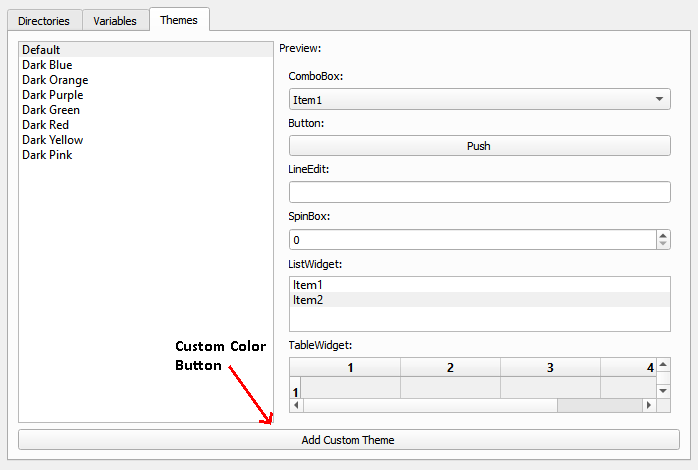 Directories Variables Themes
Default
Dark Blue
Dark Orange
Dark Purple
Dark Green
Dark Red
Dark Yellow
Dark Pink
Custom Color
Button
Preview:
ComboBox:
Item1
Button:
Push
LineEdit:
SpinBox:
0
ListWidget:
Item1
Item2
TableWidget:
1 2 3 4
1
Add Custom Theme